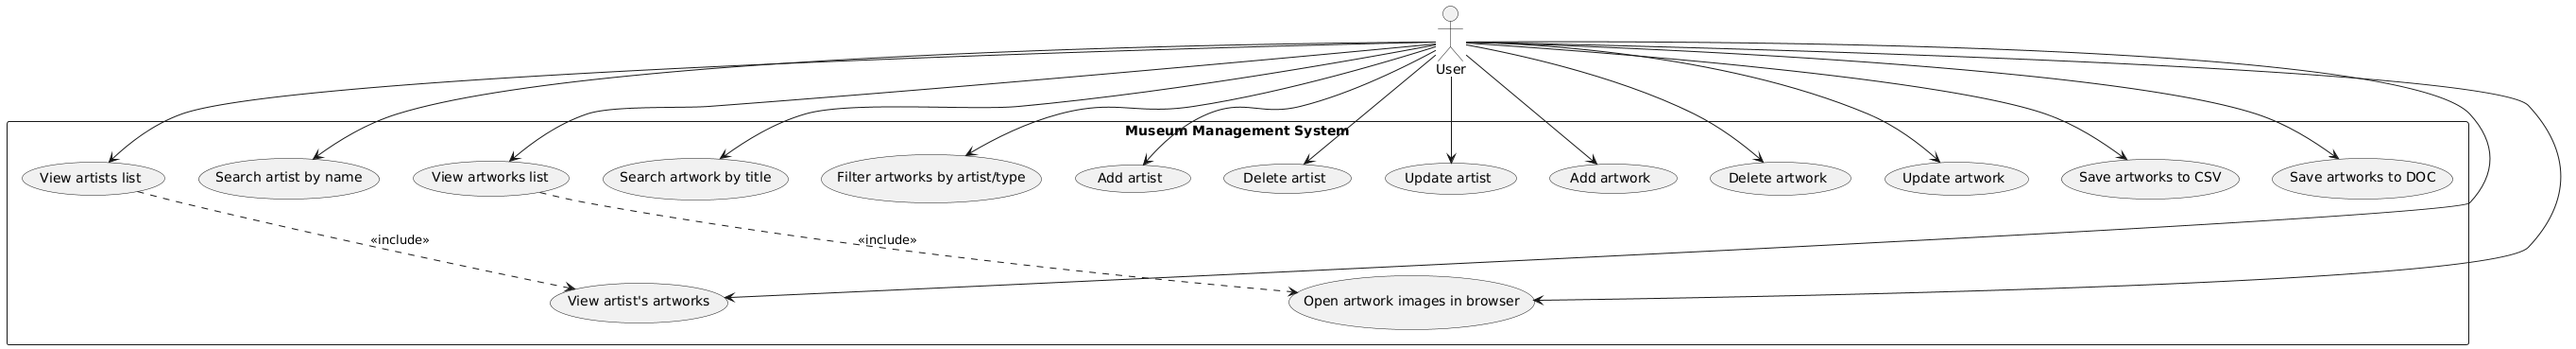 User
Museum Management System
View artists list
Search artist by name
View artworks list
Search artwork by title
Filter artworks by artist/type
Add artist
Delete artist
Update artist
Add artwork
Delete artwork
Update artwork
Save artworks to CSV
Save artworks to DOC
«include»
«include»
View artist's artworks
Open artwork images in browser